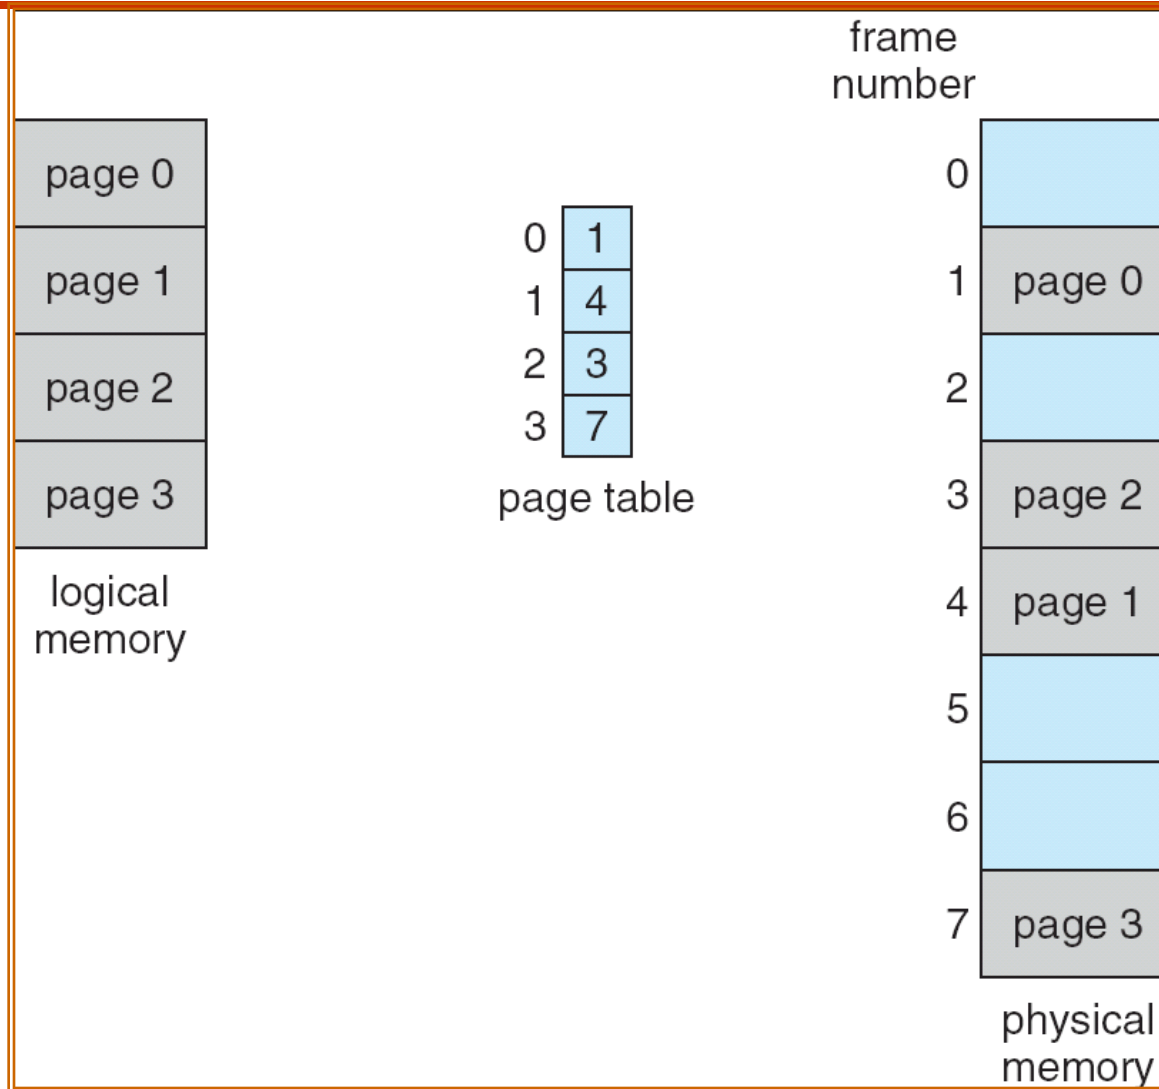 page 0
page 1
page 2
page 3
logical
memory
0 1
1 4
2 3
3 7
page table
frame
number
0
1 page 0
2
3 page 2
4 page 1
5
6
7 page 3
physical
memory